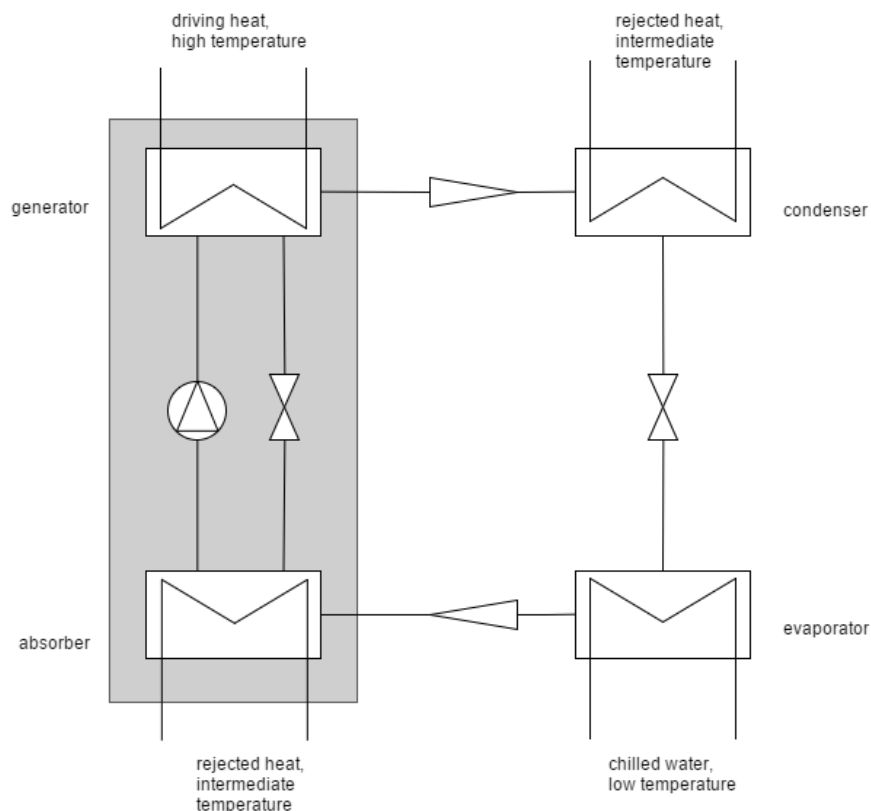 driving heat,
high temperature
rejected heat,
intermediate
temperature
generator
condenser
absorber
evaporator
rejected heat,
intermediate
temperature
chilled water,
low temperature